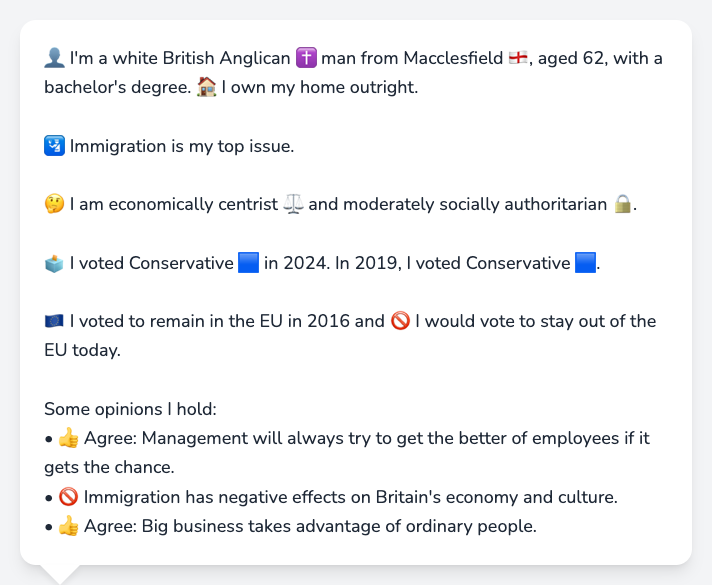 👤 I'm a white British Anglican ✝️ man from Macclesfield 🏴󠁧󠁢󠁥󠁮󠁧󠁿, aged 62, with a
bachelor's degree. 🏠 I own my home outright.
🛂 Immigration is my top issue.
🤔 I am economically centrist ⚖️ and moderately socially authoritarian 🔒.
🗳️ I voted Conservative 🟦 in 2024. In 2019, I voted Conservative 🟦.
🇪🇺 I voted to remain in the EU in 2016 and 🚫 I would vote to stay out of the
EU today.
Some opinions I hold:
• 👍 Agree: Management will always try to get the better of employees if it
gets the chance.
• 🚫 Immigration has negative effects on Britain's economy and culture.
• 👍 Agree: Big business takes advantage of ordinary people.